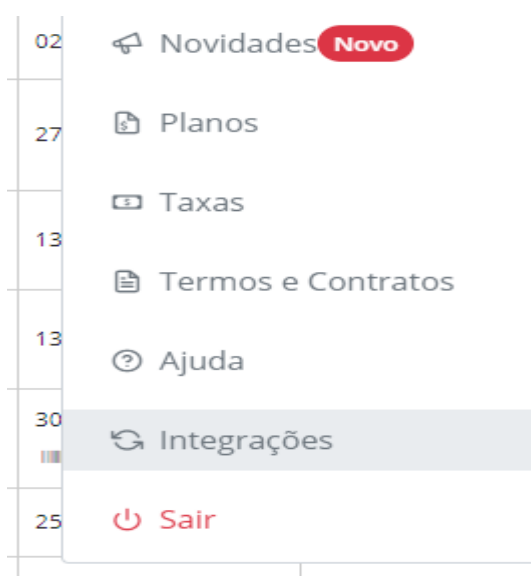 02
Novidades Novo
Planos
27
Taxas
13
Termos e Contratos
13
Ajuda
30
Integrações
25
Sair